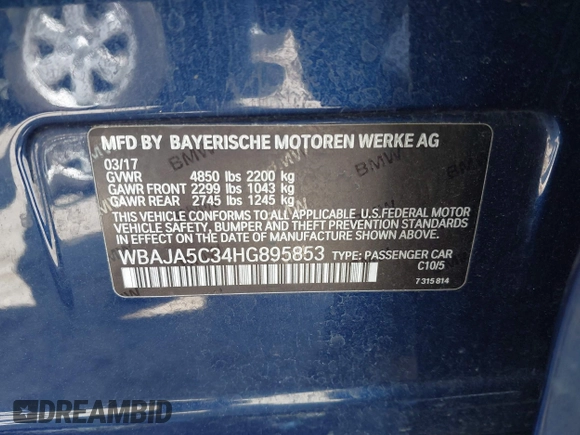 MFD BY BAYERISCHE MOTOREN WERKE AG
03/17
GVWR 4850 lbs 2200 kg
GAWR FRONT 2299 lbs 1043 kg
GAWR REAR 2745 lbs 1245 kg
THIS VEHICLE CONFORMS TO ALL APPLICABLE U.S.FEDERAL MOTOR
VEHICLE SAFETY, BUMPER AND THEFT PREVENTION STANDARDS
IN EFFECT ON THE DATE OF MANUFACTURE SHOWN ABOVE.
WBAJA5C34HG895853 TYPE: PASSENGER CAR
C10/5
7 315 814
DREAMBID